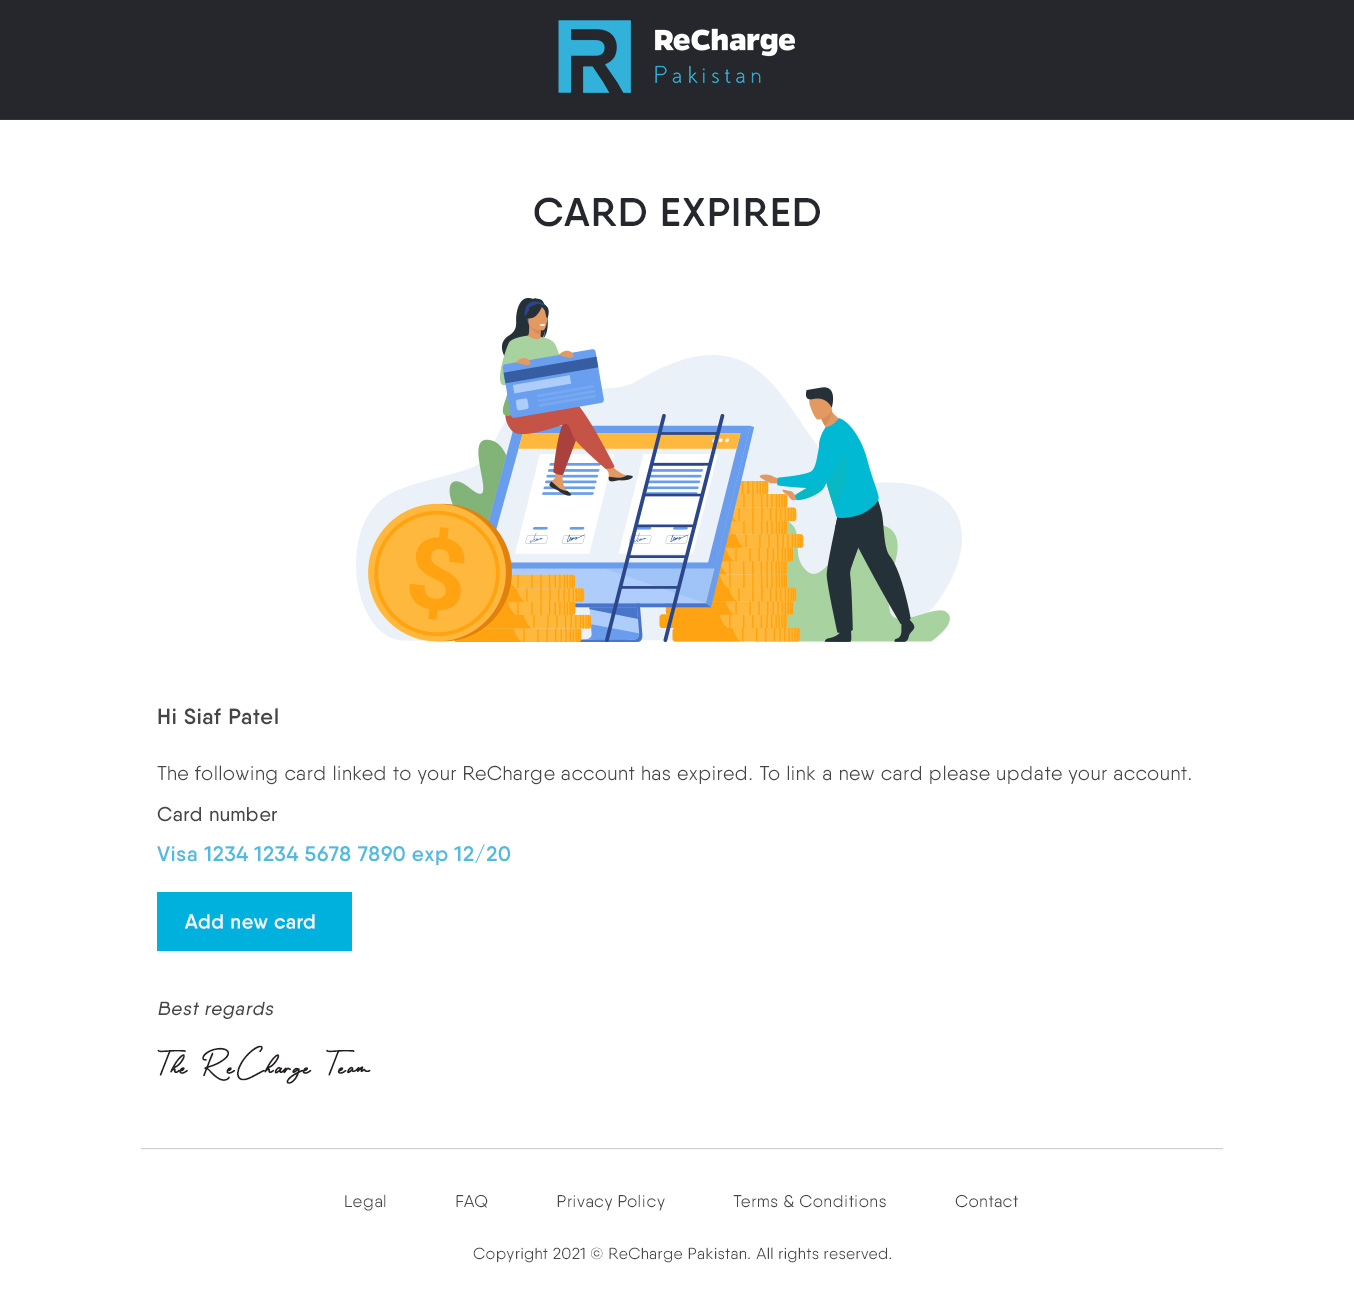 ReCharge
Pakistan
CARD EXPIRED
Hi Siaf Patel
The following card linked to your ReCharge account has expired. To link a new card please update your account.
Card number
Visa 1234 1234 5678 7890 exp 12/20
Add new card
Best regards
The ReCharge Team
Legal FAQ Privacy Policy Terms & Conditions Contact
Copyright 2021 © ReCharge Pakistan. All rights reserved.